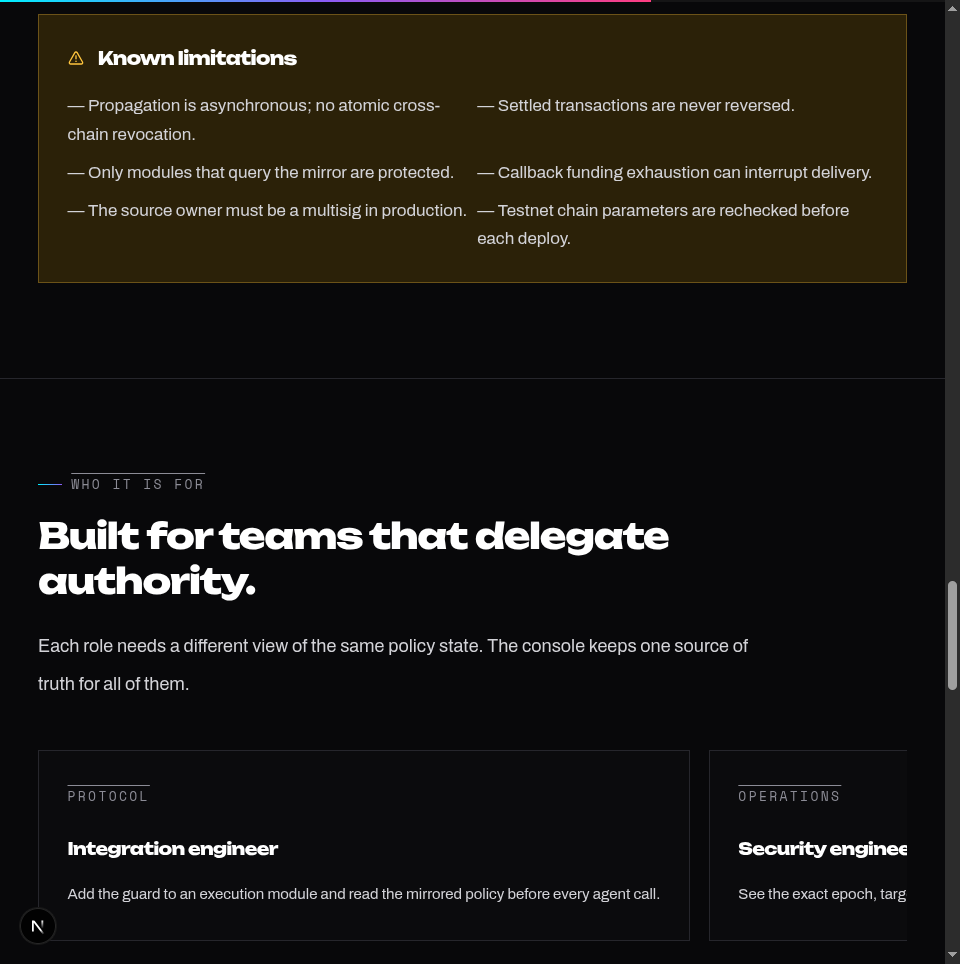 Known limitations
— Propagation is asynchronous; no atomic cross-
chain revocation.
— Settled transactions are never reversed.
— Only modules that query the mirror are protected.
— Callback funding exhaustion can interrupt delivery.
— The source owner must be a multisig in production.
— Testnet chain parameters are rechecked before
each deploy.
WHO IT IS FOR
Built for teams that delegate
authority.
Each role needs a different view of the same policy state. The console keeps one source of
truth for all of them.
PROTOCOL
Integration engineer
Add the guard to an execution module and read the mirrored policy before every agent call.
OPERATIONS
Security
See the exact epoch,
N